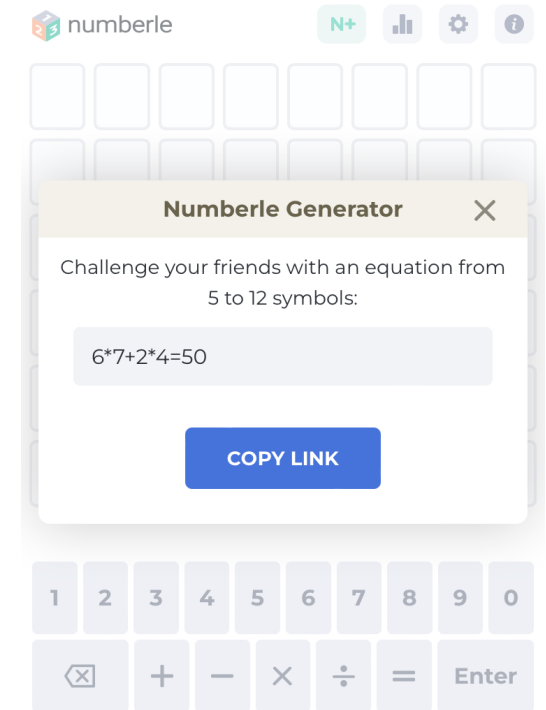 numberle
N+
Numberle Generator
Challenge your friends with an equation from
5 to 12 symbols:
6*7+2*4=50
COPY LINK
1 2 3 4 5 6 7 8 9 0
+ − × ÷ = Enter